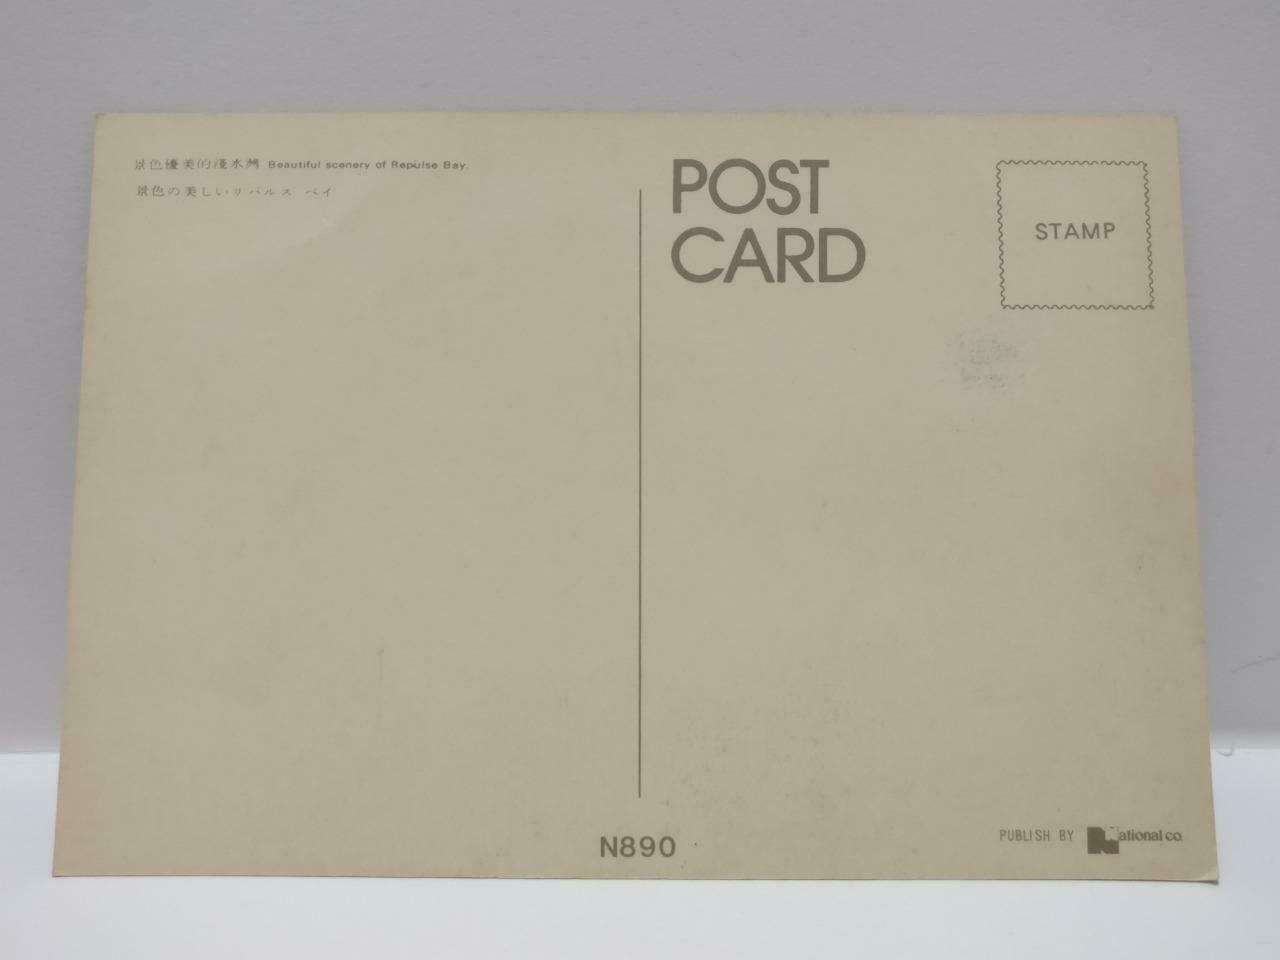 景色優美的淺水灣 Beautiful scenery of Repulse Bay.
景色の美しいリパルス ベイ
POST
CARD
STAMP
N890
PUBLISH BY National co.